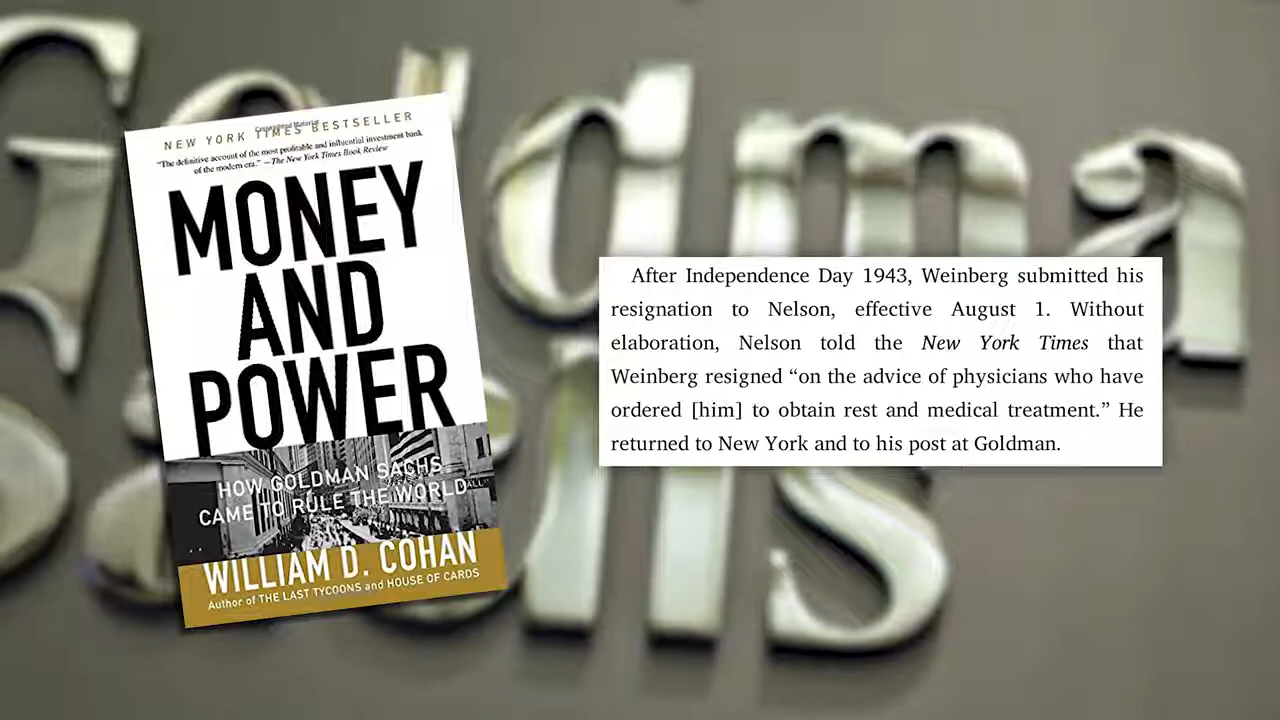 Goldma
Sachs
Copyrighted Material
NEW YORK TIMES BESTSELLER
“The definitive account of the most profitable and influential investment bank
of the modern era.” —The New York Times Book Review
MONEY
AND
POWER
HOW GOLDMAN SACHS
CAME TO RULE THE WORLD
WILLIAM D. COHAN
Author of THE LAST TYCOONS and HOUSE OF CARDS
After Independence Day 1943, Weinberg submitted his
resignation to Nelson, effective August 1. Without
elaboration, Nelson told the New York Times that
Weinberg resigned “on the advice of physicians who have
ordered [him] to obtain rest and medical treatment.” He
returned to New York and to his post at Goldman.